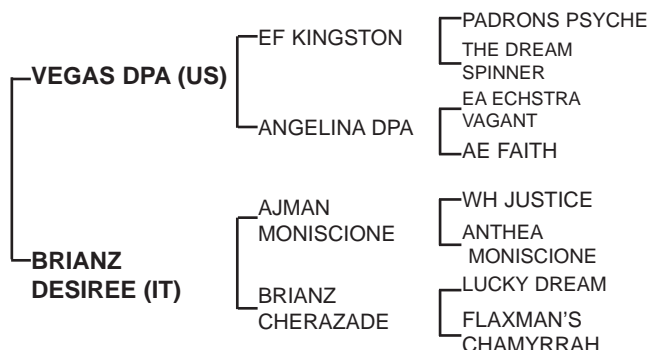 PADRONS PSYCHE
EF KINGSTON
THE DREAM
SPINNER
VEGAS DPA (US)
EA ECHSTRA
VAGANT
ANGELINA DPA
AE FAITH
WH JUSTICE
AJMAN
MONISCIONE
ANTHEA
MONISCIONE
BRIANZ
DESIREE (IT)
LUCKY DREAM
BRIANZ
CHERAZADE
FLAXMAN'S
CHAMYRRAH